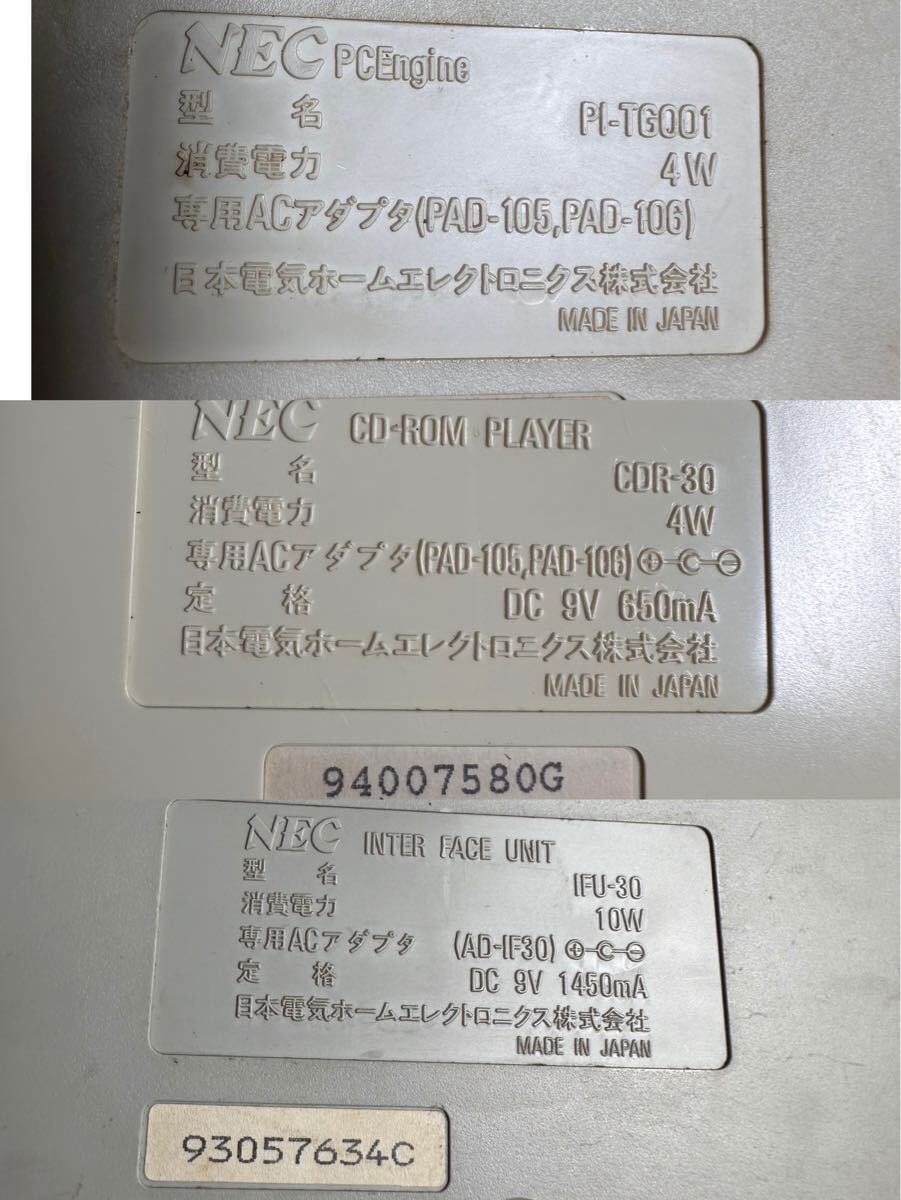 NEC PCEngine
型名 PI-TG001
消費電力 4W
専用ACアダプタ(PAD-105,PAD-106)
日本電気ホームエレクトロニクス株式会社
MADE IN JAPAN
NEC CD-ROM PLAYER
型名 CDR-30
消費電力 4W
専用ACアダプタ(PAD-105,PAD-106)
定格 DC 9V 650mA
日本電気ホームエレクトロニクス株式会社
MADE IN JAPAN
94007580G
NEC INTER FACE UNIT
型名 IFU-30
消費電力 10W
専用ACアダプタ (AD-IF30)
定格 DC 9V 1450mA
日本電気ホームエレクトロニクス株式会社
MADE IN JAPAN
93057634C